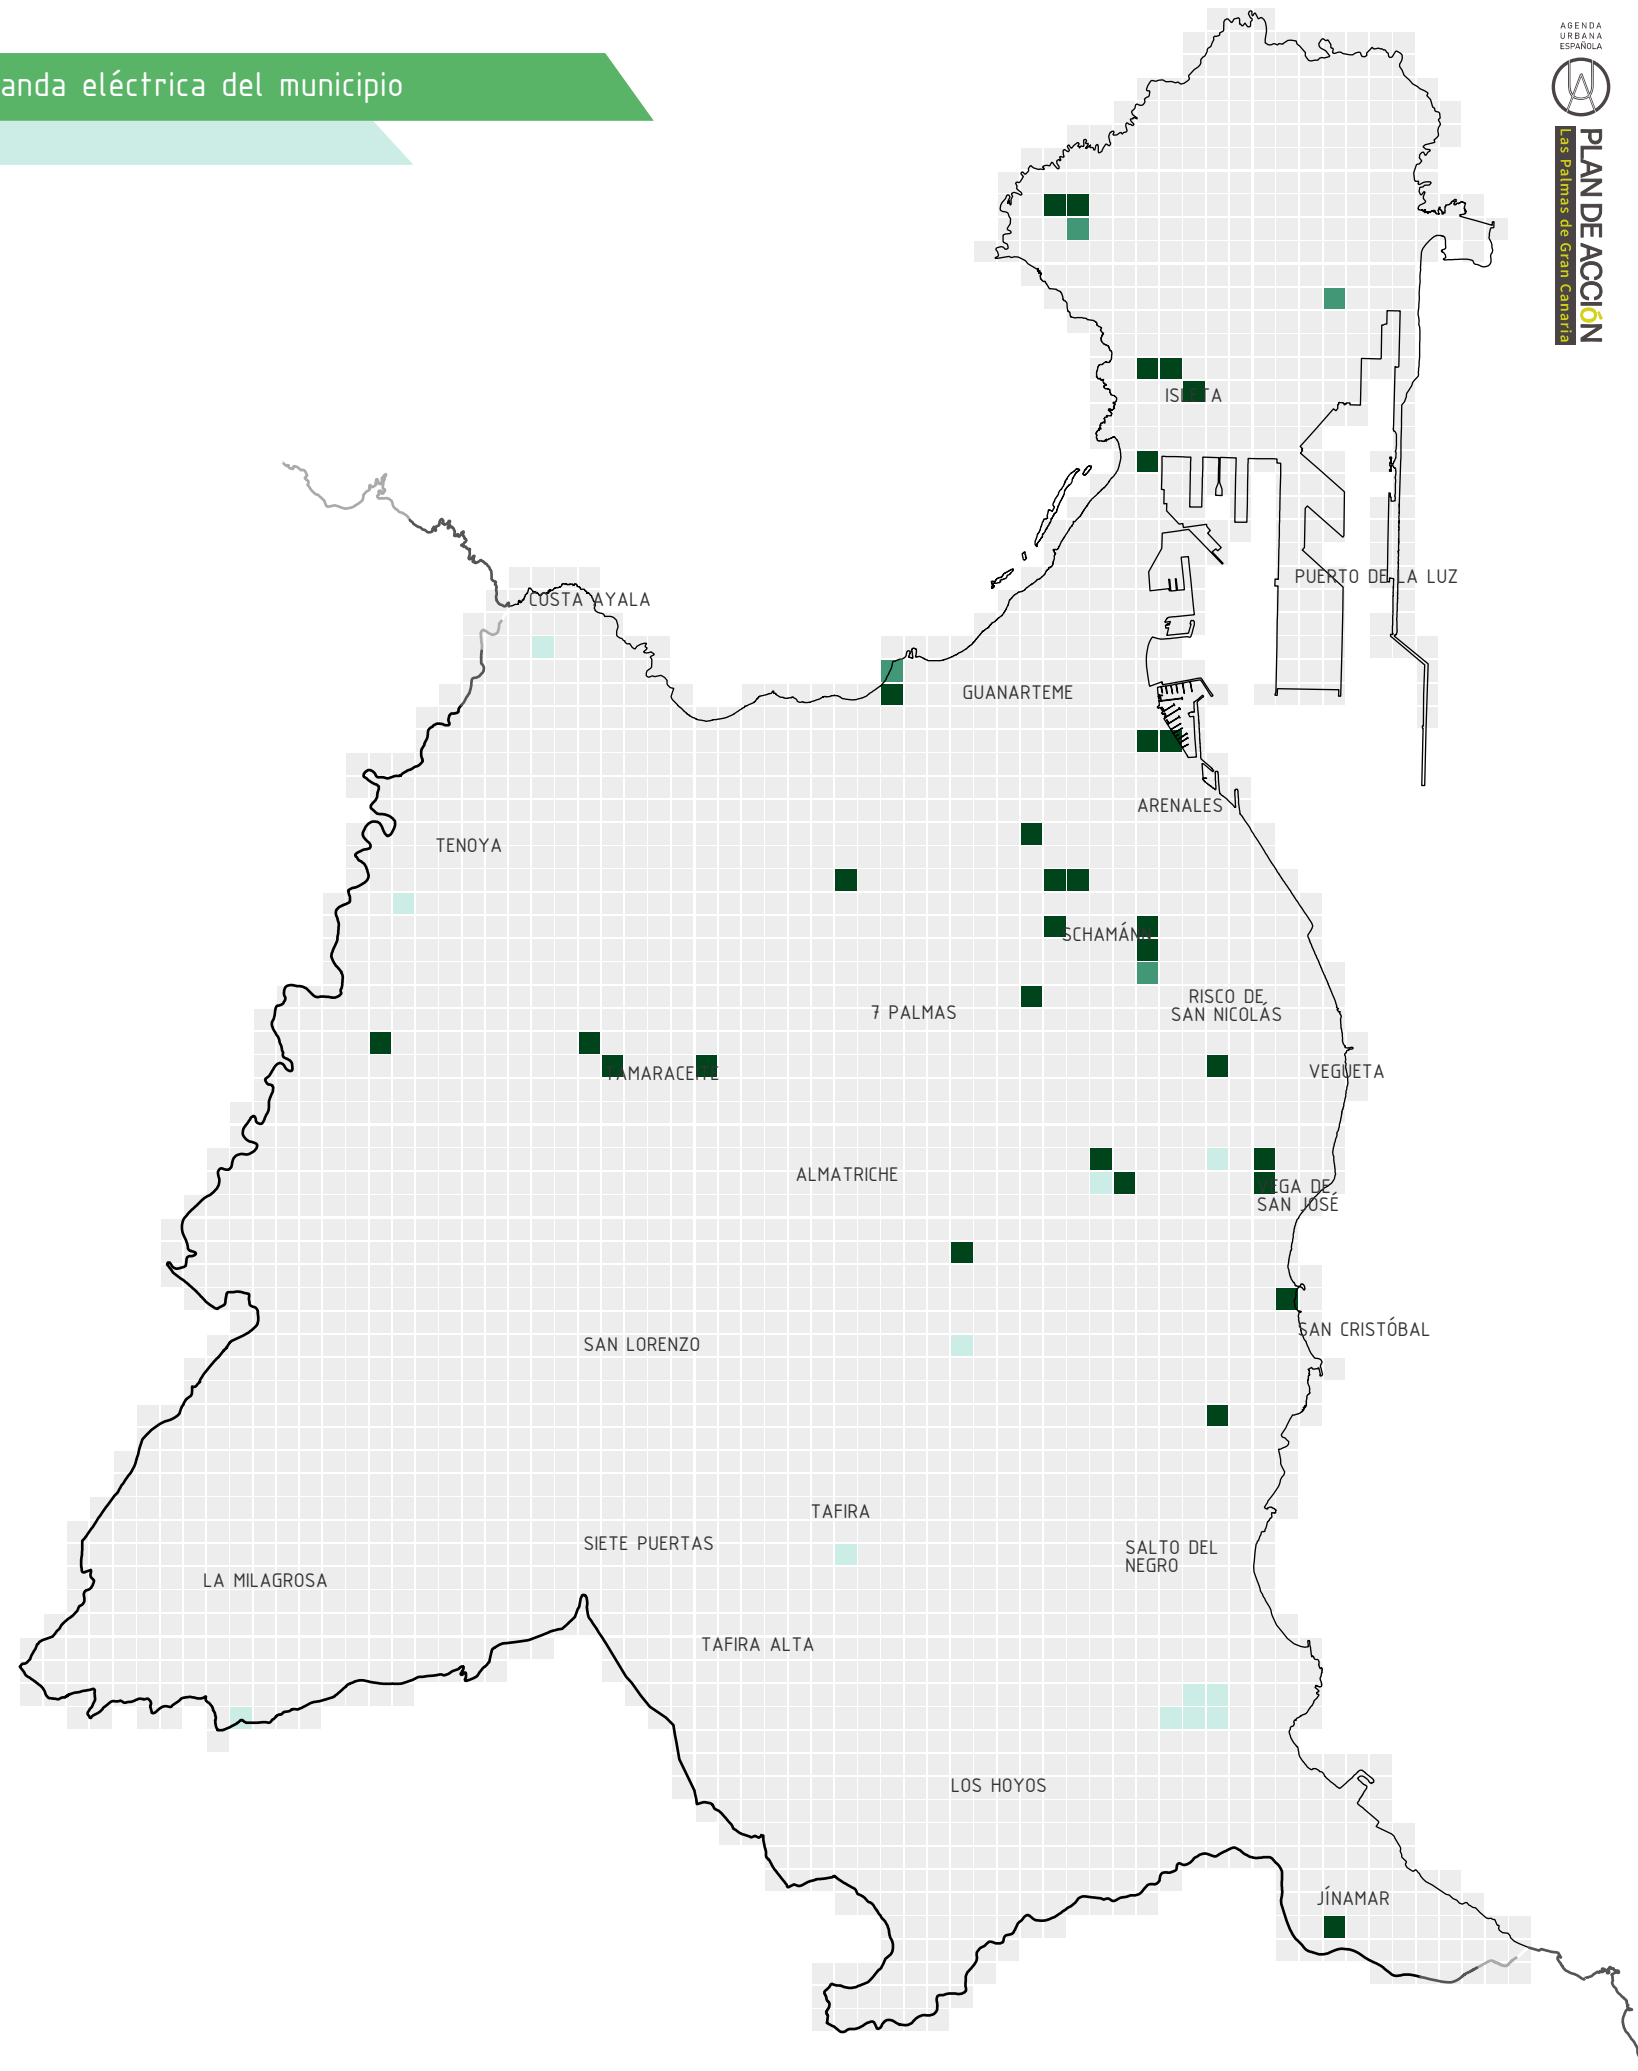 AGENDA
URBANA
ESPAÑOLA
anda eléctrica del municipio
PLAN DE ACCIÓN
Las Palmas de Gran Canaria
ISLETA
PUERTO DE LA LUZ
COSTA AYALA
GUANARTEME
ARENALES
TENOYA
SCHAMÁNN
7 PALMAS
RISCO DE
SAN NICOLÁS
TAMARACEITE
VEGUETA
ALMATRICHE
VEGA DE
SAN JOSÉ
SAN LORENZO
SAN CRISTÓBAL
TAFIRA
SIETE PUERTAS
SALTO DEL
NEGRO
LA MILAGROSA
TAFIRA ALTA
LOS HOYOS
JÍNAMAR